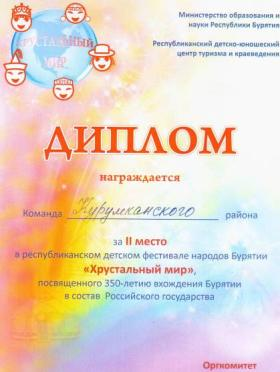 Министерство образования и
науки Республики Бурятия
Республиканский детско-юношеский
центр туризма и краеведения
ХРУСТАЛЬНЫЙ
МИР
ДИПЛОМ
награждается
Команда Курумканского района
за II место
в республиканском детском фестивале народов Бурятии
«Хрустальный мир»,
посвященного 350-летию вхождения Бурятии
в состав Российского государства
Оргкомитет